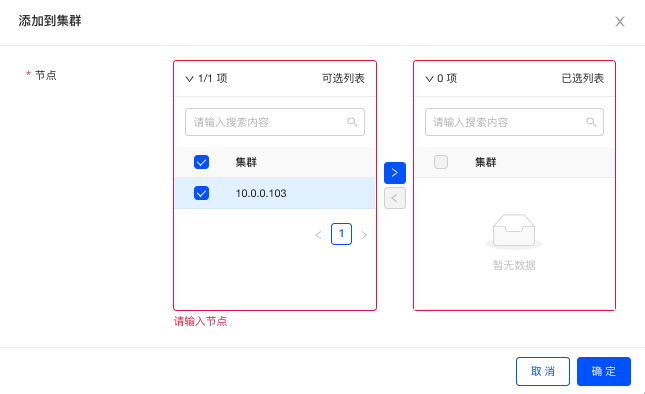 添加到集群
* 节点
1/1 项 可选列表
请输入搜索内容
集群
10.0.0.103
1
请输入节点
0 项 已选列表
请输入搜索内容
集群
暂无数据
取 消
确 定